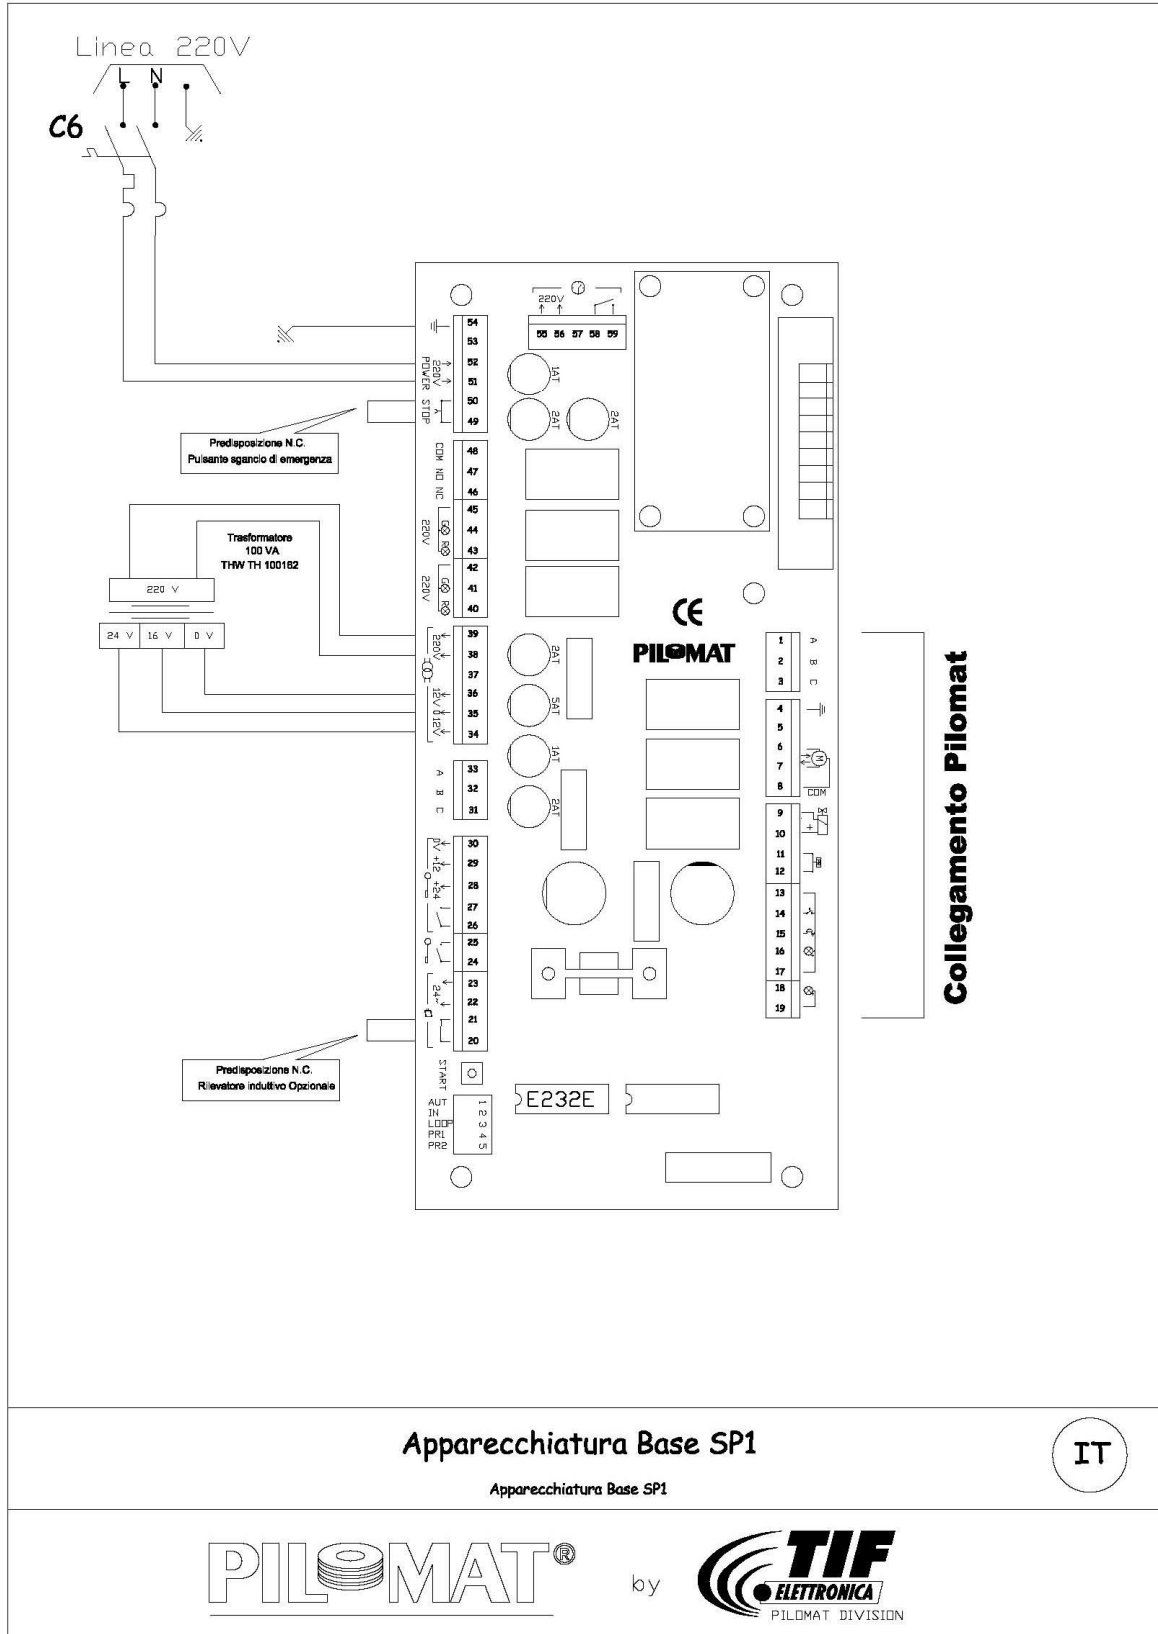 Linea 220V
L N
C6
220V
55 56 57 58 59
54
53
52
51
50
49
POWER 220V
STOP
1AT
2AT 2AT
Predisposizione N.C.
Pulsante sgancio di emergenza
COM NO NC
48
47
46
45
44
43
220V
G
R
42
41
40
220V
G
R
Trasformatore
100 VA
THW TH 100162
220 V
24 V 16 V 0 V
39
38
37
36
35
34
220V
12V 0 12V
2AT
5AT
1AT
2AT
CE
PILOMAT
A 33
B 32
C 31
30
29
28
27
26
25
24
23
22
21
20
0V +12 +24
24~
Predisposizione N.C.
Rilevatore induttivo Opzionale
START
AUT 1
IN 2
LOOP 3
PR1 4
PR2 5
E232E
1 A
2 B
3 C
4
5
6
7
8
M
COM
9
10
+
11
12
13
14
15
16
17
18
19
Collegamento Pilomat
Apparecchiatura Base SP1
Apparecchiatura Base SP1
IT
PILOMAT®
by
TIF
ELETTRONICA
PILOMAT DIVISION